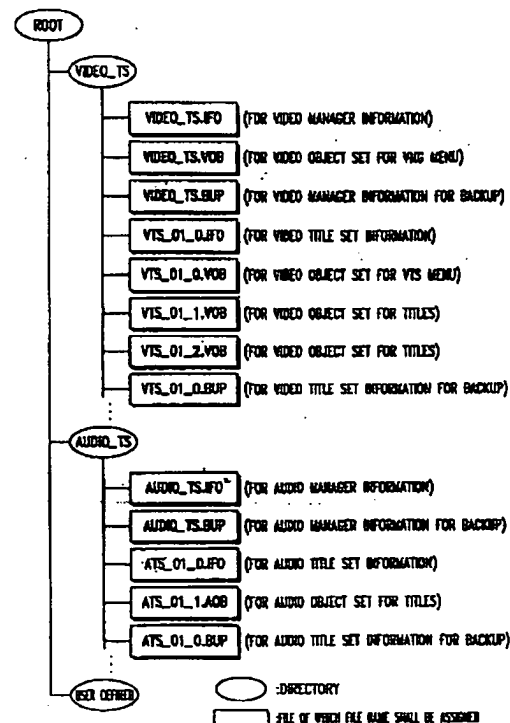 ROOT
VIDEO_TS
VIDEO_TS.IFO (FOR VIDEO MANAGER INFORMATION)
VIDEO_TS.VOB (FOR VIDEO OBJECT SET FOR VMG MENU)
VIDEO_TS.BUP (FOR VIDEO MANAGER INFORMATION FOR BACKUP)
VTS_01_0.IFO (FOR VIDEO TITLE SET INFORMATION)
VTS_01_0.VOB (FOR VIDEO OBJECT SET FOR VTS MENU)
VTS_01_1.VOB (FOR VIDEO OBJECT SET FOR TITLES)
VTS_01_2.VOB (FOR VIDEO OBJECT SET FOR TITLES)
VTS_01_0.BUP (FOR VIDEO TITLE SET INFORMATION FOR BACKUP)
AUDIO_TS
AUDIO_TS.IFO (FOR AUDIO MANAGER INFORMATION)
AUDIO_TS.BUP (FOR AUDIO MANAGER INFORMATION FOR BACKUP)
ATS_01_0.IFO (FOR AUDIO TITLE SET INFORMATION)
ATS_01_1.AOB (FOR AUDIO OBJECT SET FOR TITLES)
ATS_01_0.BUP (FOR AUDIO TITLE SET INFORMATION FOR BACKUP)
USER DEFINED
:DIRECTORY
:FILE OF WHICH FILE NAME SHALL BE ASSIGNED